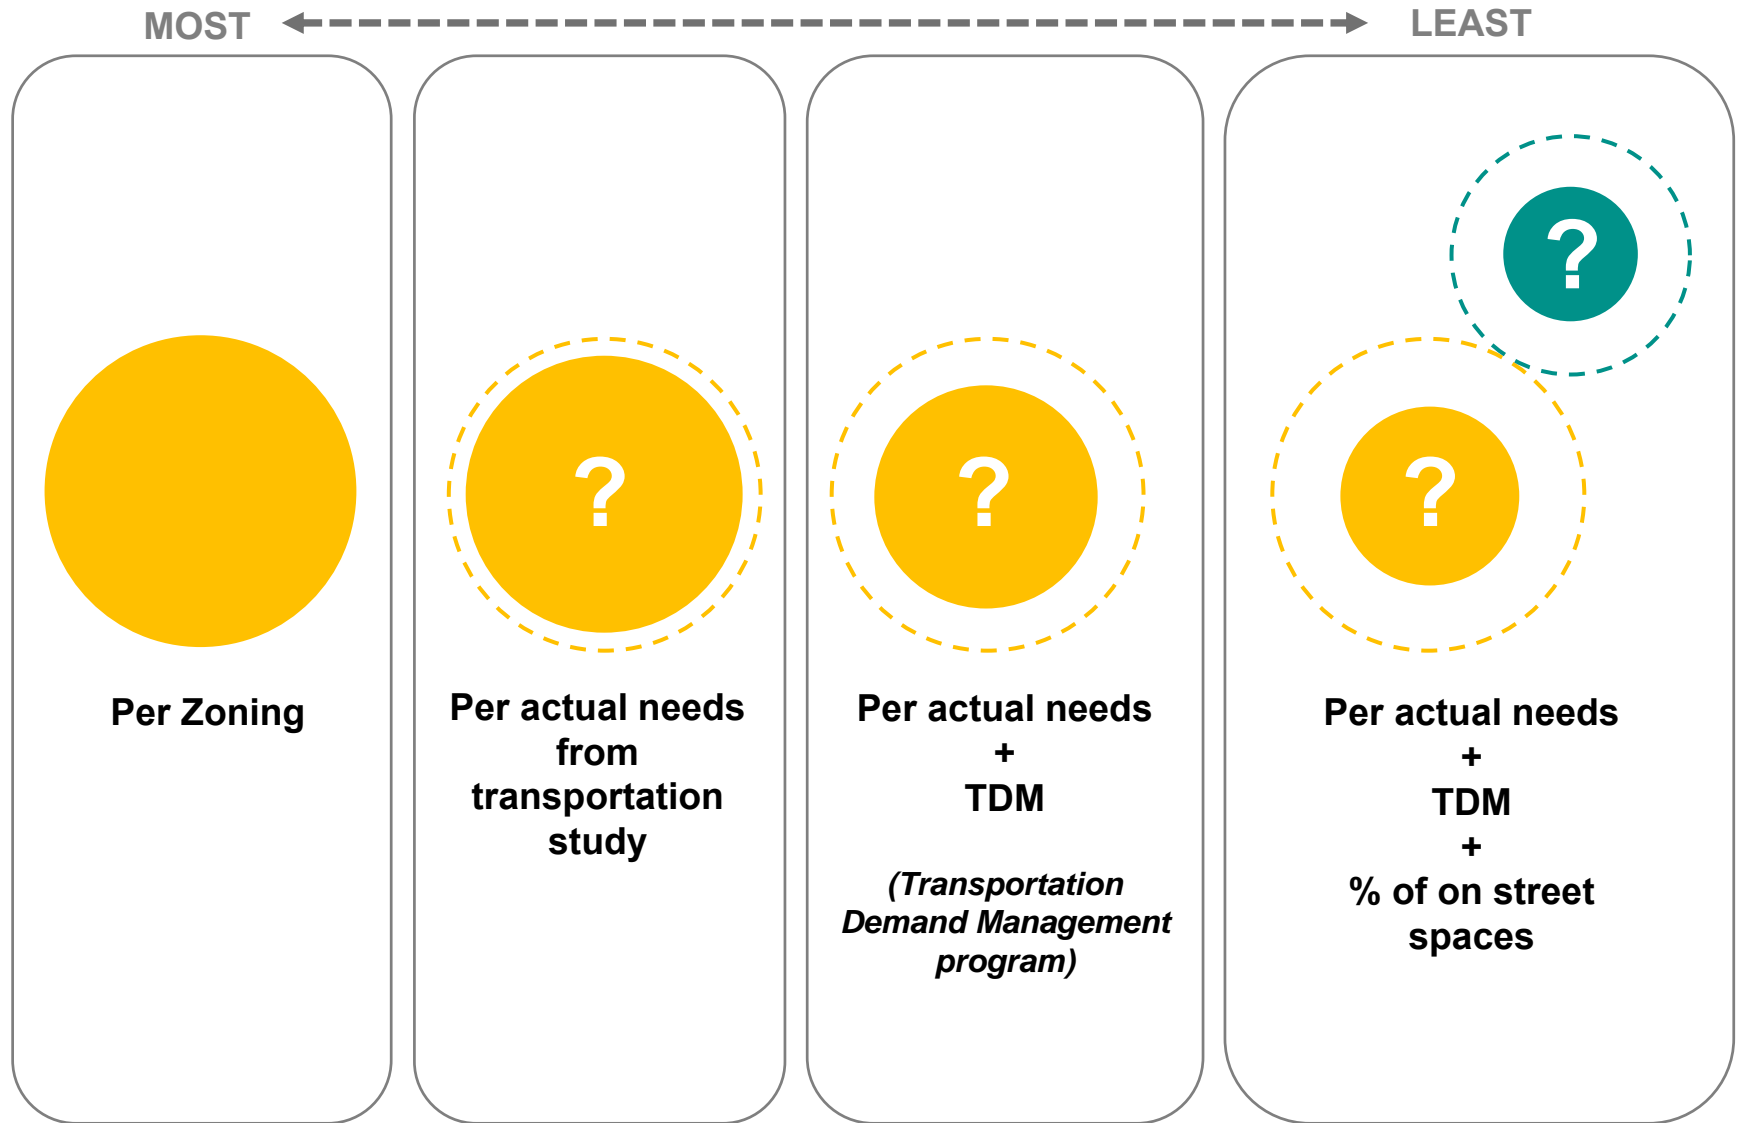 MOST
LEAST
?
?
?
?
Per Zoning
Per actual needs
from
transportation
study
Per actual needs
+
TDM
(Transportation
Demand Management
program)
Per actual needs
+
TDM
+
% of on street
spaces